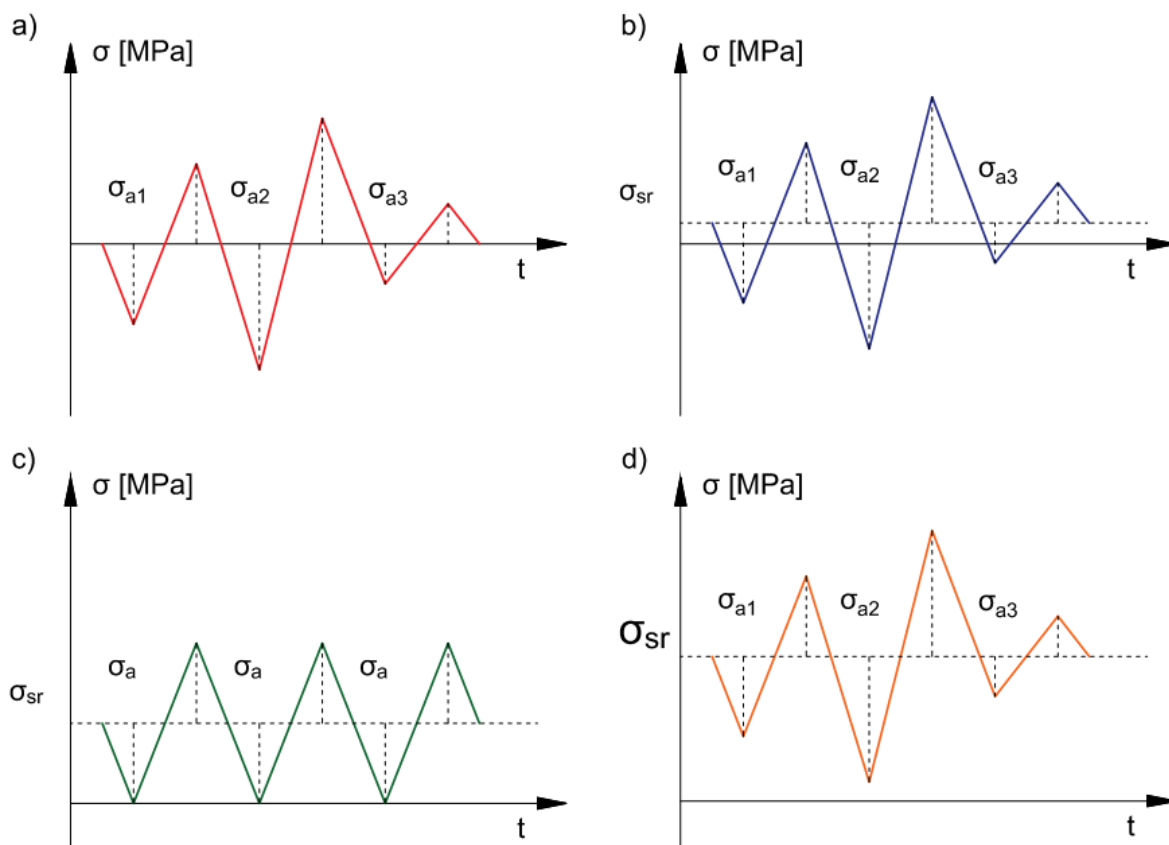 a)
σ [MPa]
σa1
σa2
σa3
t
b)
σ [MPa]
σa1
σa2
σa3
σsr
t
c)
σ [MPa]
σa
σa
σa
σsr
t
d)
σ [MPa]
σa1
σa2
σa3
σsr
t